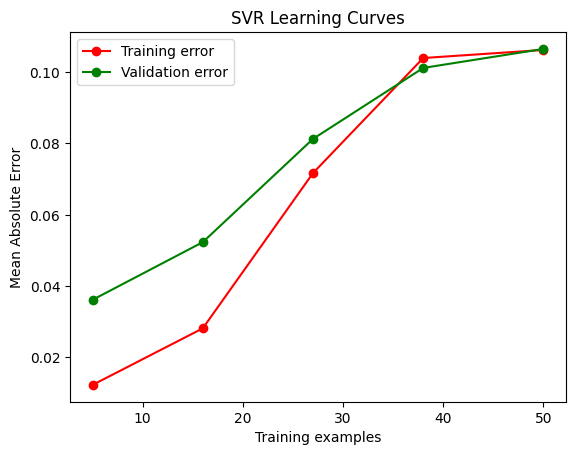 SVR Learning Curves
Training error
Validation error
Mean Absolute Error
0.10
0.08
0.06
0.04
0.02
10
20
30
40
50
Training examples